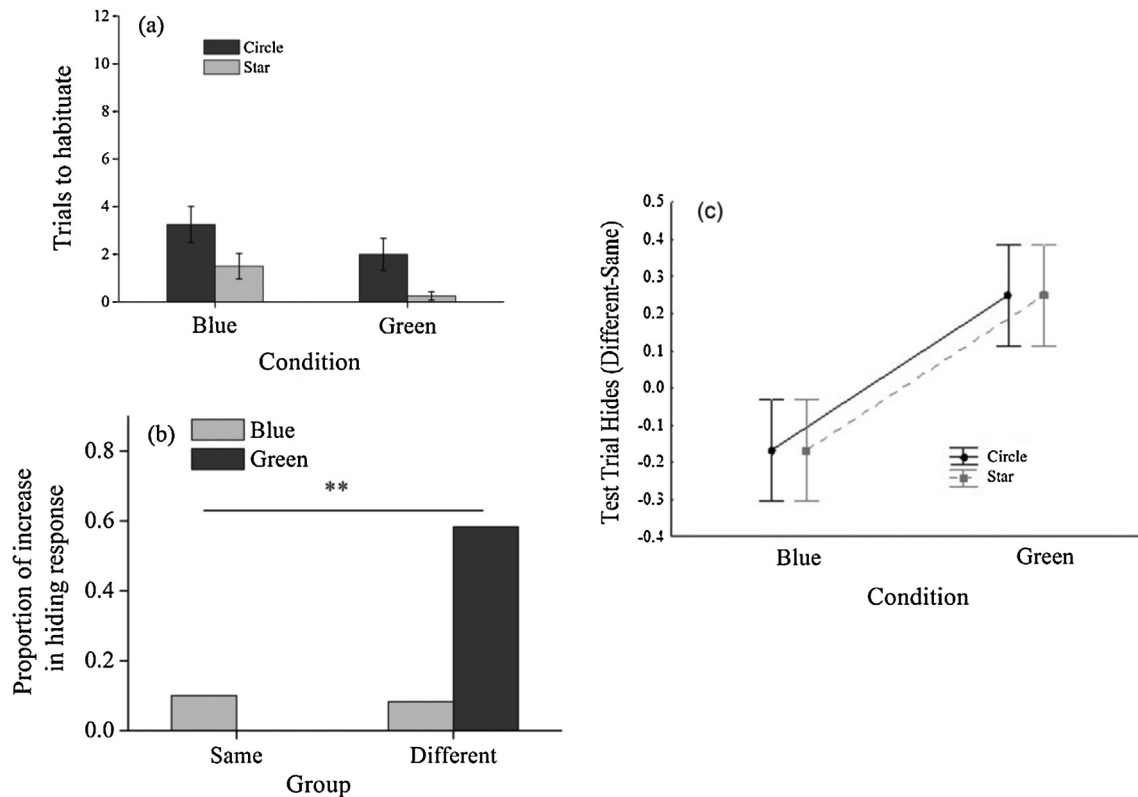 (a)
Circle
Star
Trials to habituate
12
10
8
6
4
2
0
Blue Green
Condition
(b)
Blue
Green
**
Proportion of increase
in hiding response
0.8
0.6
0.4
0.2
0.0
Same Different
Group
(c)
Test Trial Hides (Different-Same)
0.5
0.4
0.3
0.2
0.1
0.0
-0.1
-0.2
-0.3
-0.4
Circle
Star
Blue Green
Condition